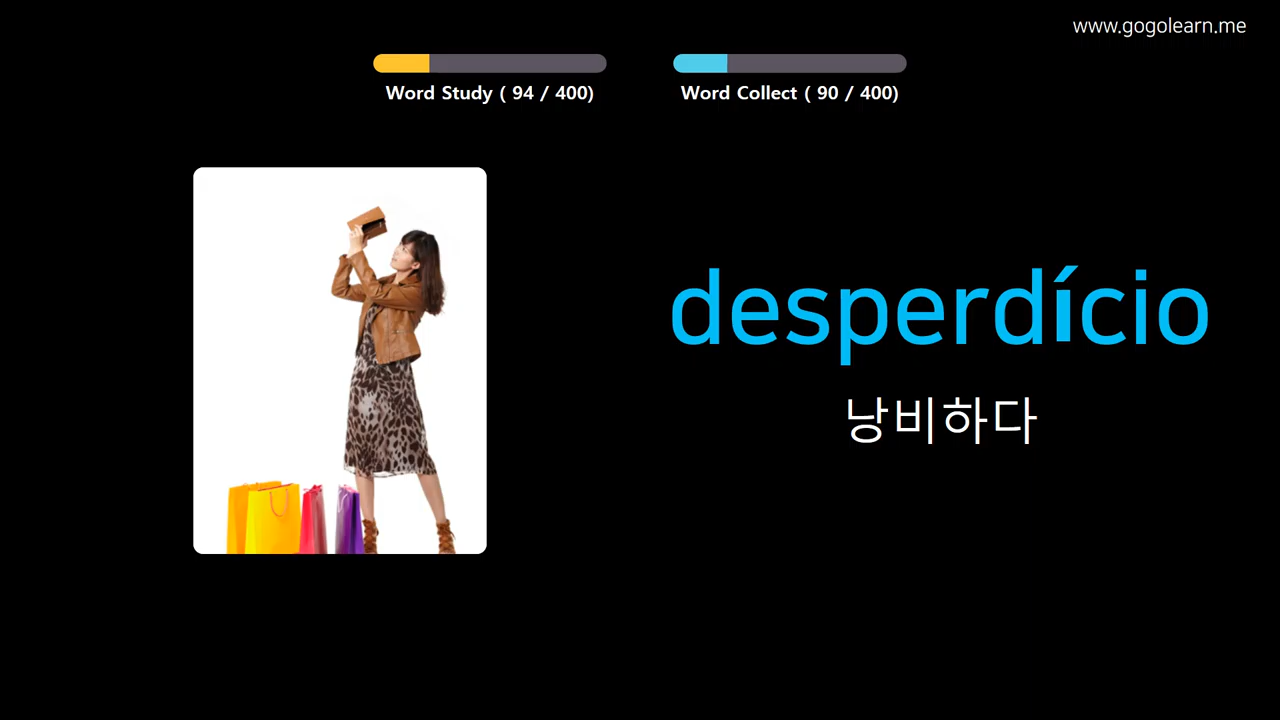 www.gogolearn.me
Word Study ( 94 / 400)
Word Collect ( 90 / 400)
desperdício
낭비하다